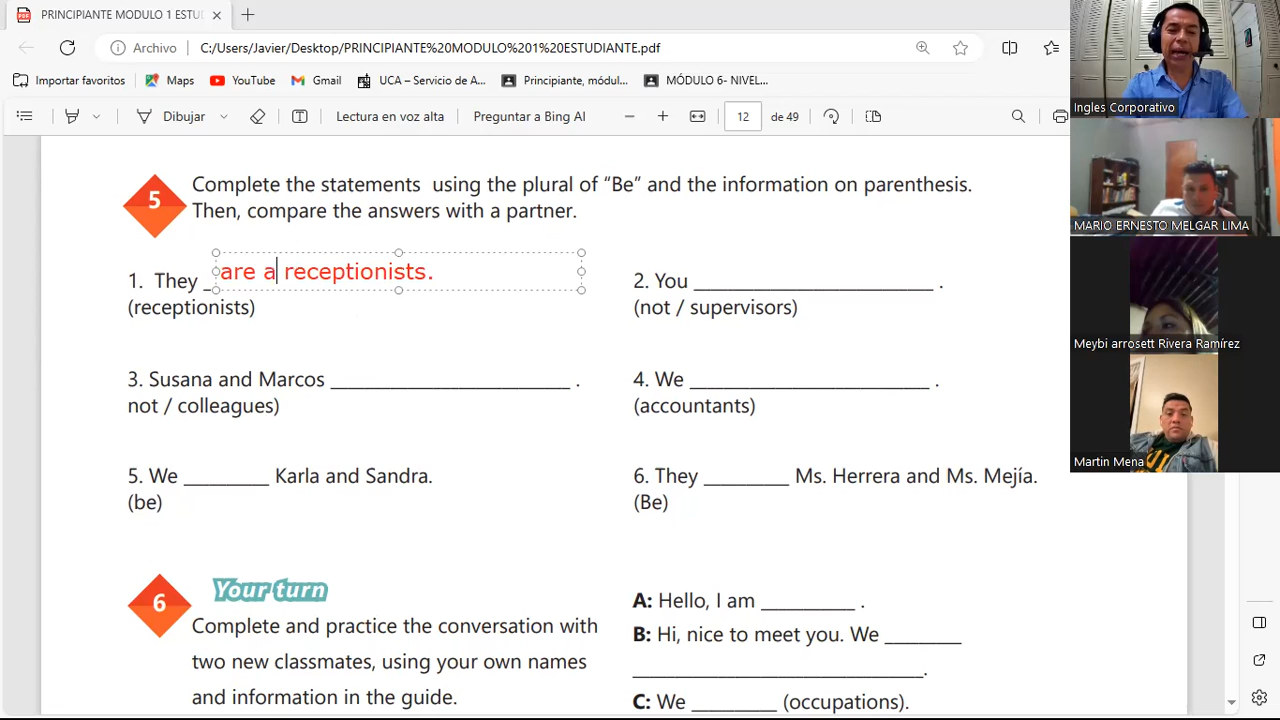 PRINCIPIANTE MODULO 1 ESTU
Archivo C:/Users/Javier/Desktop/PRINCIPIANTE%20MODULO%201%20ESTUDIANTE.pdf
Importar favoritos Maps YouTube Gmail UCA – Servicio de A... Principiante, módul... MÓDULO 6- NIVEL...
Dibujar Lectura en voz alta Preguntar a Bing AI 12 de 49
5
Complete the statements using the plural of “Be” and the information on parenthesis.
Then, compare the answers with a partner.
1. They _ are a receptionists.
(receptionists)
2. You ________________________ .
(not / supervisors)
3. Susana and Marcos ________________________ .
not / colleagues)
4. We ________________________ .
(accountants)
5. We _________ Karla and Sandra.
(be)
6. They _________ Ms. Herrera and Ms. Mejía.
(Be)
6
Your turn
Complete and practice the conversation with
two new classmates, using your own names
and information in the guide.
A: Hello, I am __________ .
B: Hi, nice to meet you. We ________
_______________________________.
C: We _________ (occupations).
Ingles Corporativo
MARIO ERNESTO MELGAR LIMA
Meybi arrosett Rivera Ramírez
Martin Mena